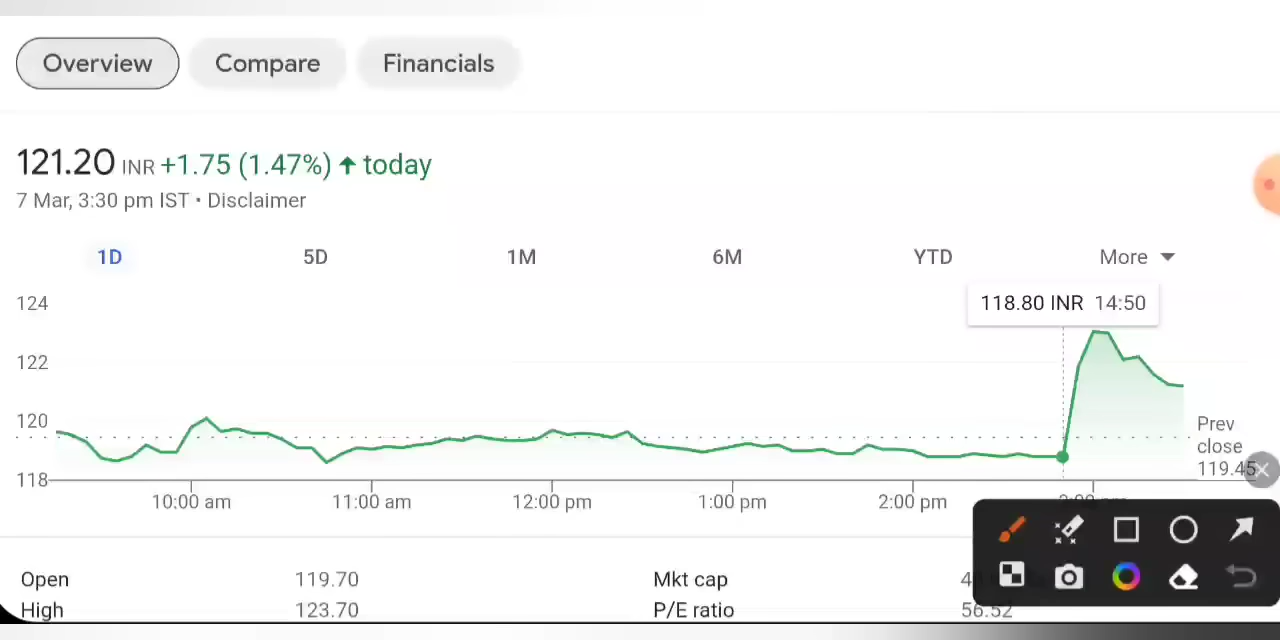 Overview Compare Financials
121.20 INR +1.75 (1.47%) ↑ today
7 Mar, 3:30 pm IST • Disclaimer
1D 5D 1M 6M YTD More
118.80 INR 14:50
124
122
120
118
Prev
close
119.45
10:00 am 11:00 am 12:00 pm 1:00 pm 2:00 pm
Open 119.70 Mkt cap
High 123.70 P/E ratio 56.52